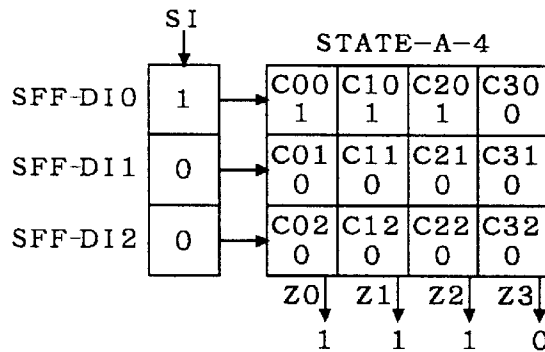 SI
STATE-A-4
SFF-DI0 1 C00 C10 C20 C30
1 1 1 0
SFF-DI1 0 C01 C11 C21 C31
0 0 0 0
SFF-DI2 0 C02 C12 C22 C32
0 0 0 0
Z0 Z1 Z2 Z3
1 1 1 0